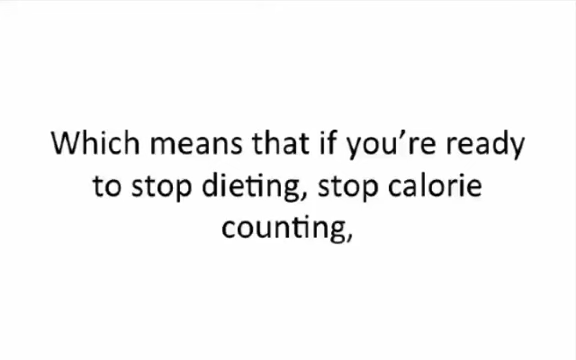 Which means that if you’re ready
to stop dieting, stop calorie
counting,